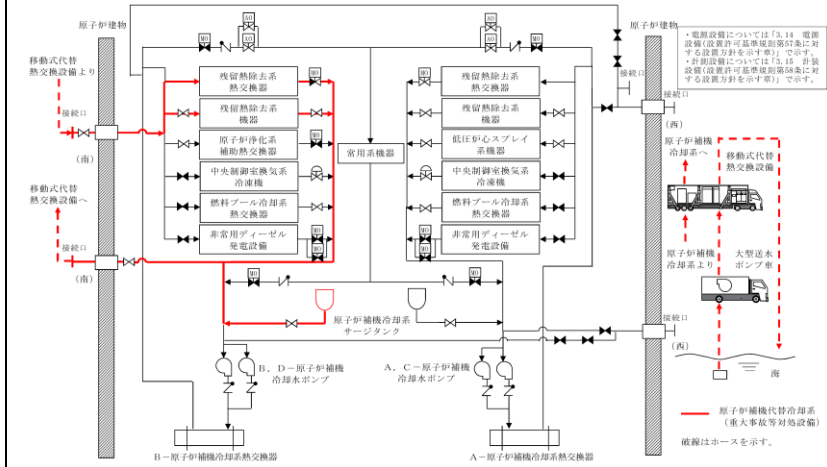 原子炉建物
移動式代替
熱交換設備より
接続口
(南)
移動式代替
熱交換設備へ
接続口
(南)
MO
AO
AO
残留熱除去系
熱交換器
MO
残留熱除去系
機器
原子炉浄化系
補助熱交換器
MO
中央制御室換気系
冷凍機
燃料プール冷却系
熱交換器
非常用ディーゼル
発電設備
MO
MO
常用系機器
AO
AO
MO
MO
残留熱除去系
熱交換器
残留熱除去系
機器
低圧炉心スプレイ
系機器
中央制御室換気系
冷凍機
燃料プール冷却系
熱交換器
MO
非常用ディーゼル
発電設備
MO
MO
原子炉補機冷却系
サージタンク
B,D-原子炉補機
冷却水ポンプ
A,C-原子炉補機
冷却水ポンプ
B-原子炉補機冷却系熱交換器
A-原子炉補機冷却系熱交換器
原子炉建物
・電源設備については「3.14 電源
設備(設置許可基準規則第57条に対
する設置方針を示す章)」で示す。
・計測設備については「3.15 計装
設備(設置許可基準規則第58条に対
する設置方針を示す章)」で示す。
接続口
接続口
(西)
原子炉補機
冷却系へ
移動式代替
熱交換設備
原子炉補機
冷却系より
大型送水
ポンプ車
接続口
(西)
海
原子炉補機代替冷却系
(重大事故等対処設備)
破線はホースを示す。